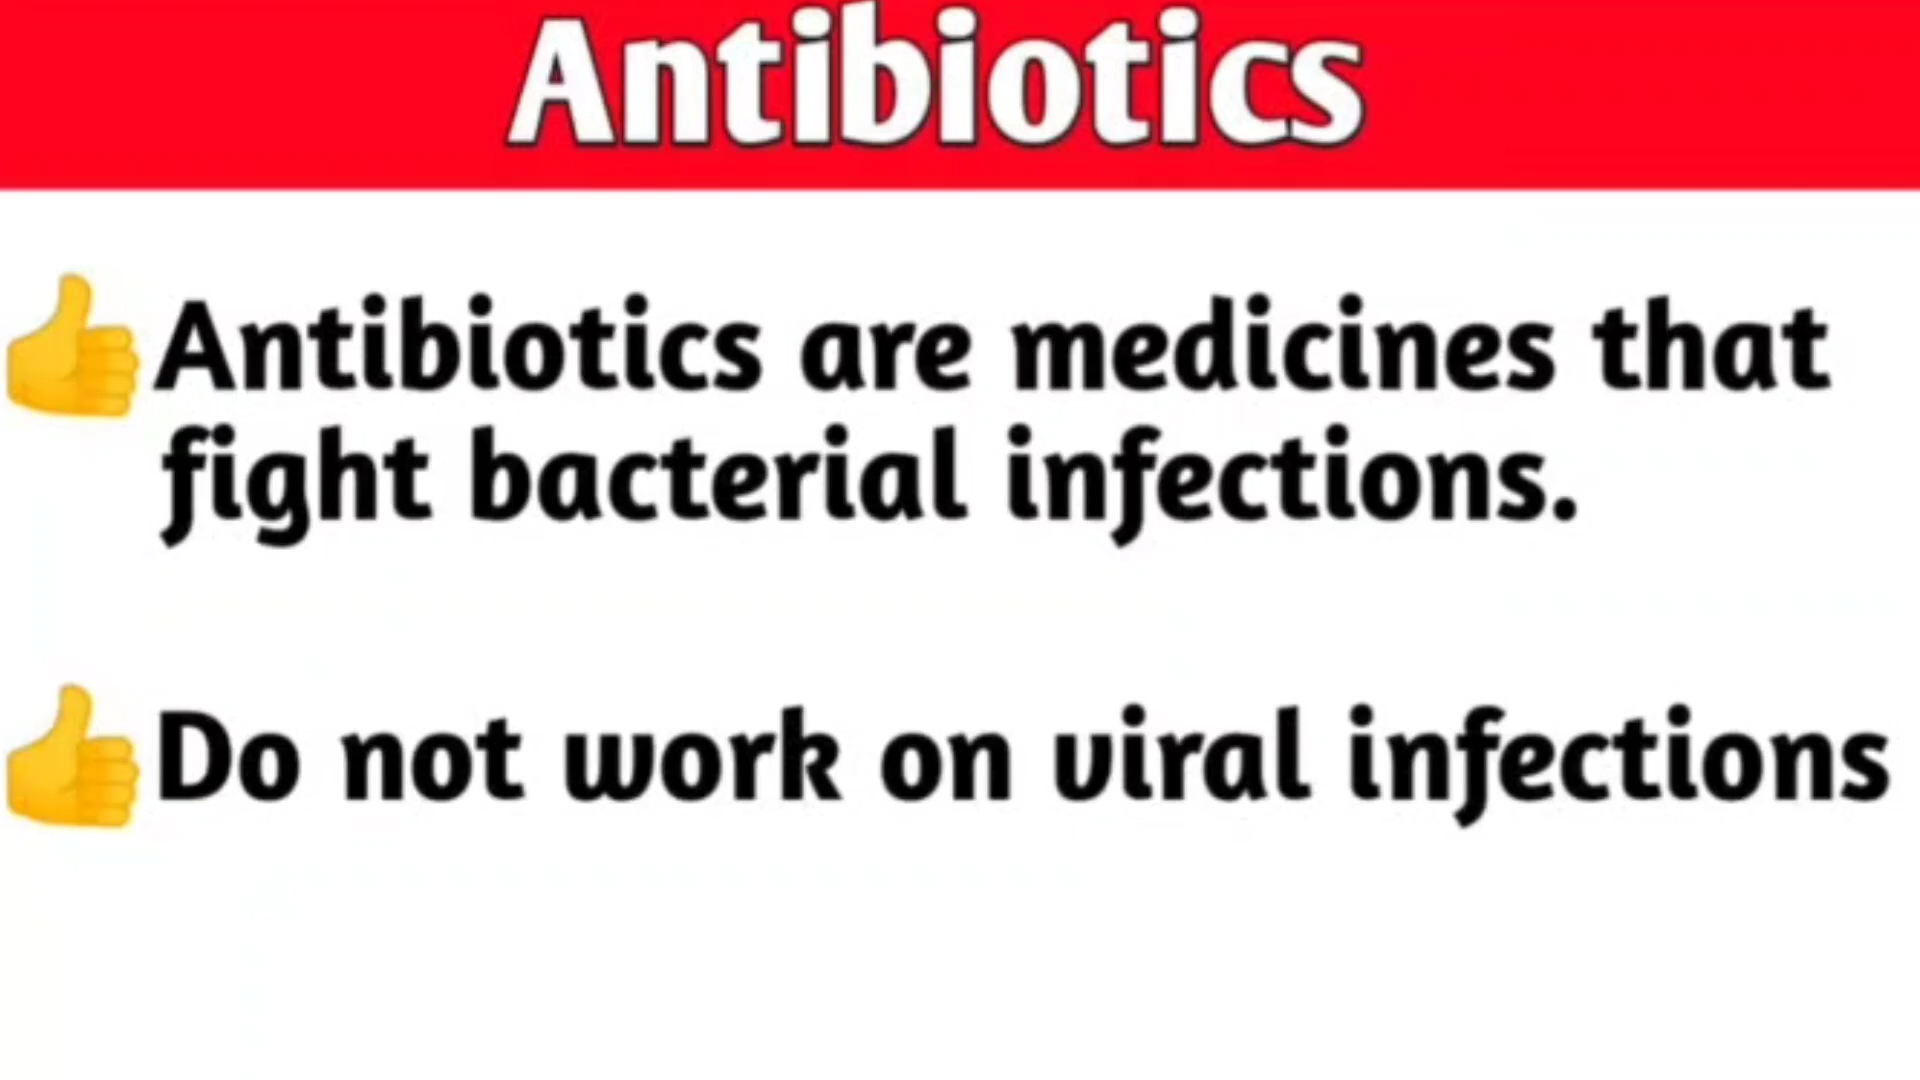 Antibiotics
👍Antibiotics are medicines that
fight bacterial infections.
👍Do not work on viral infections